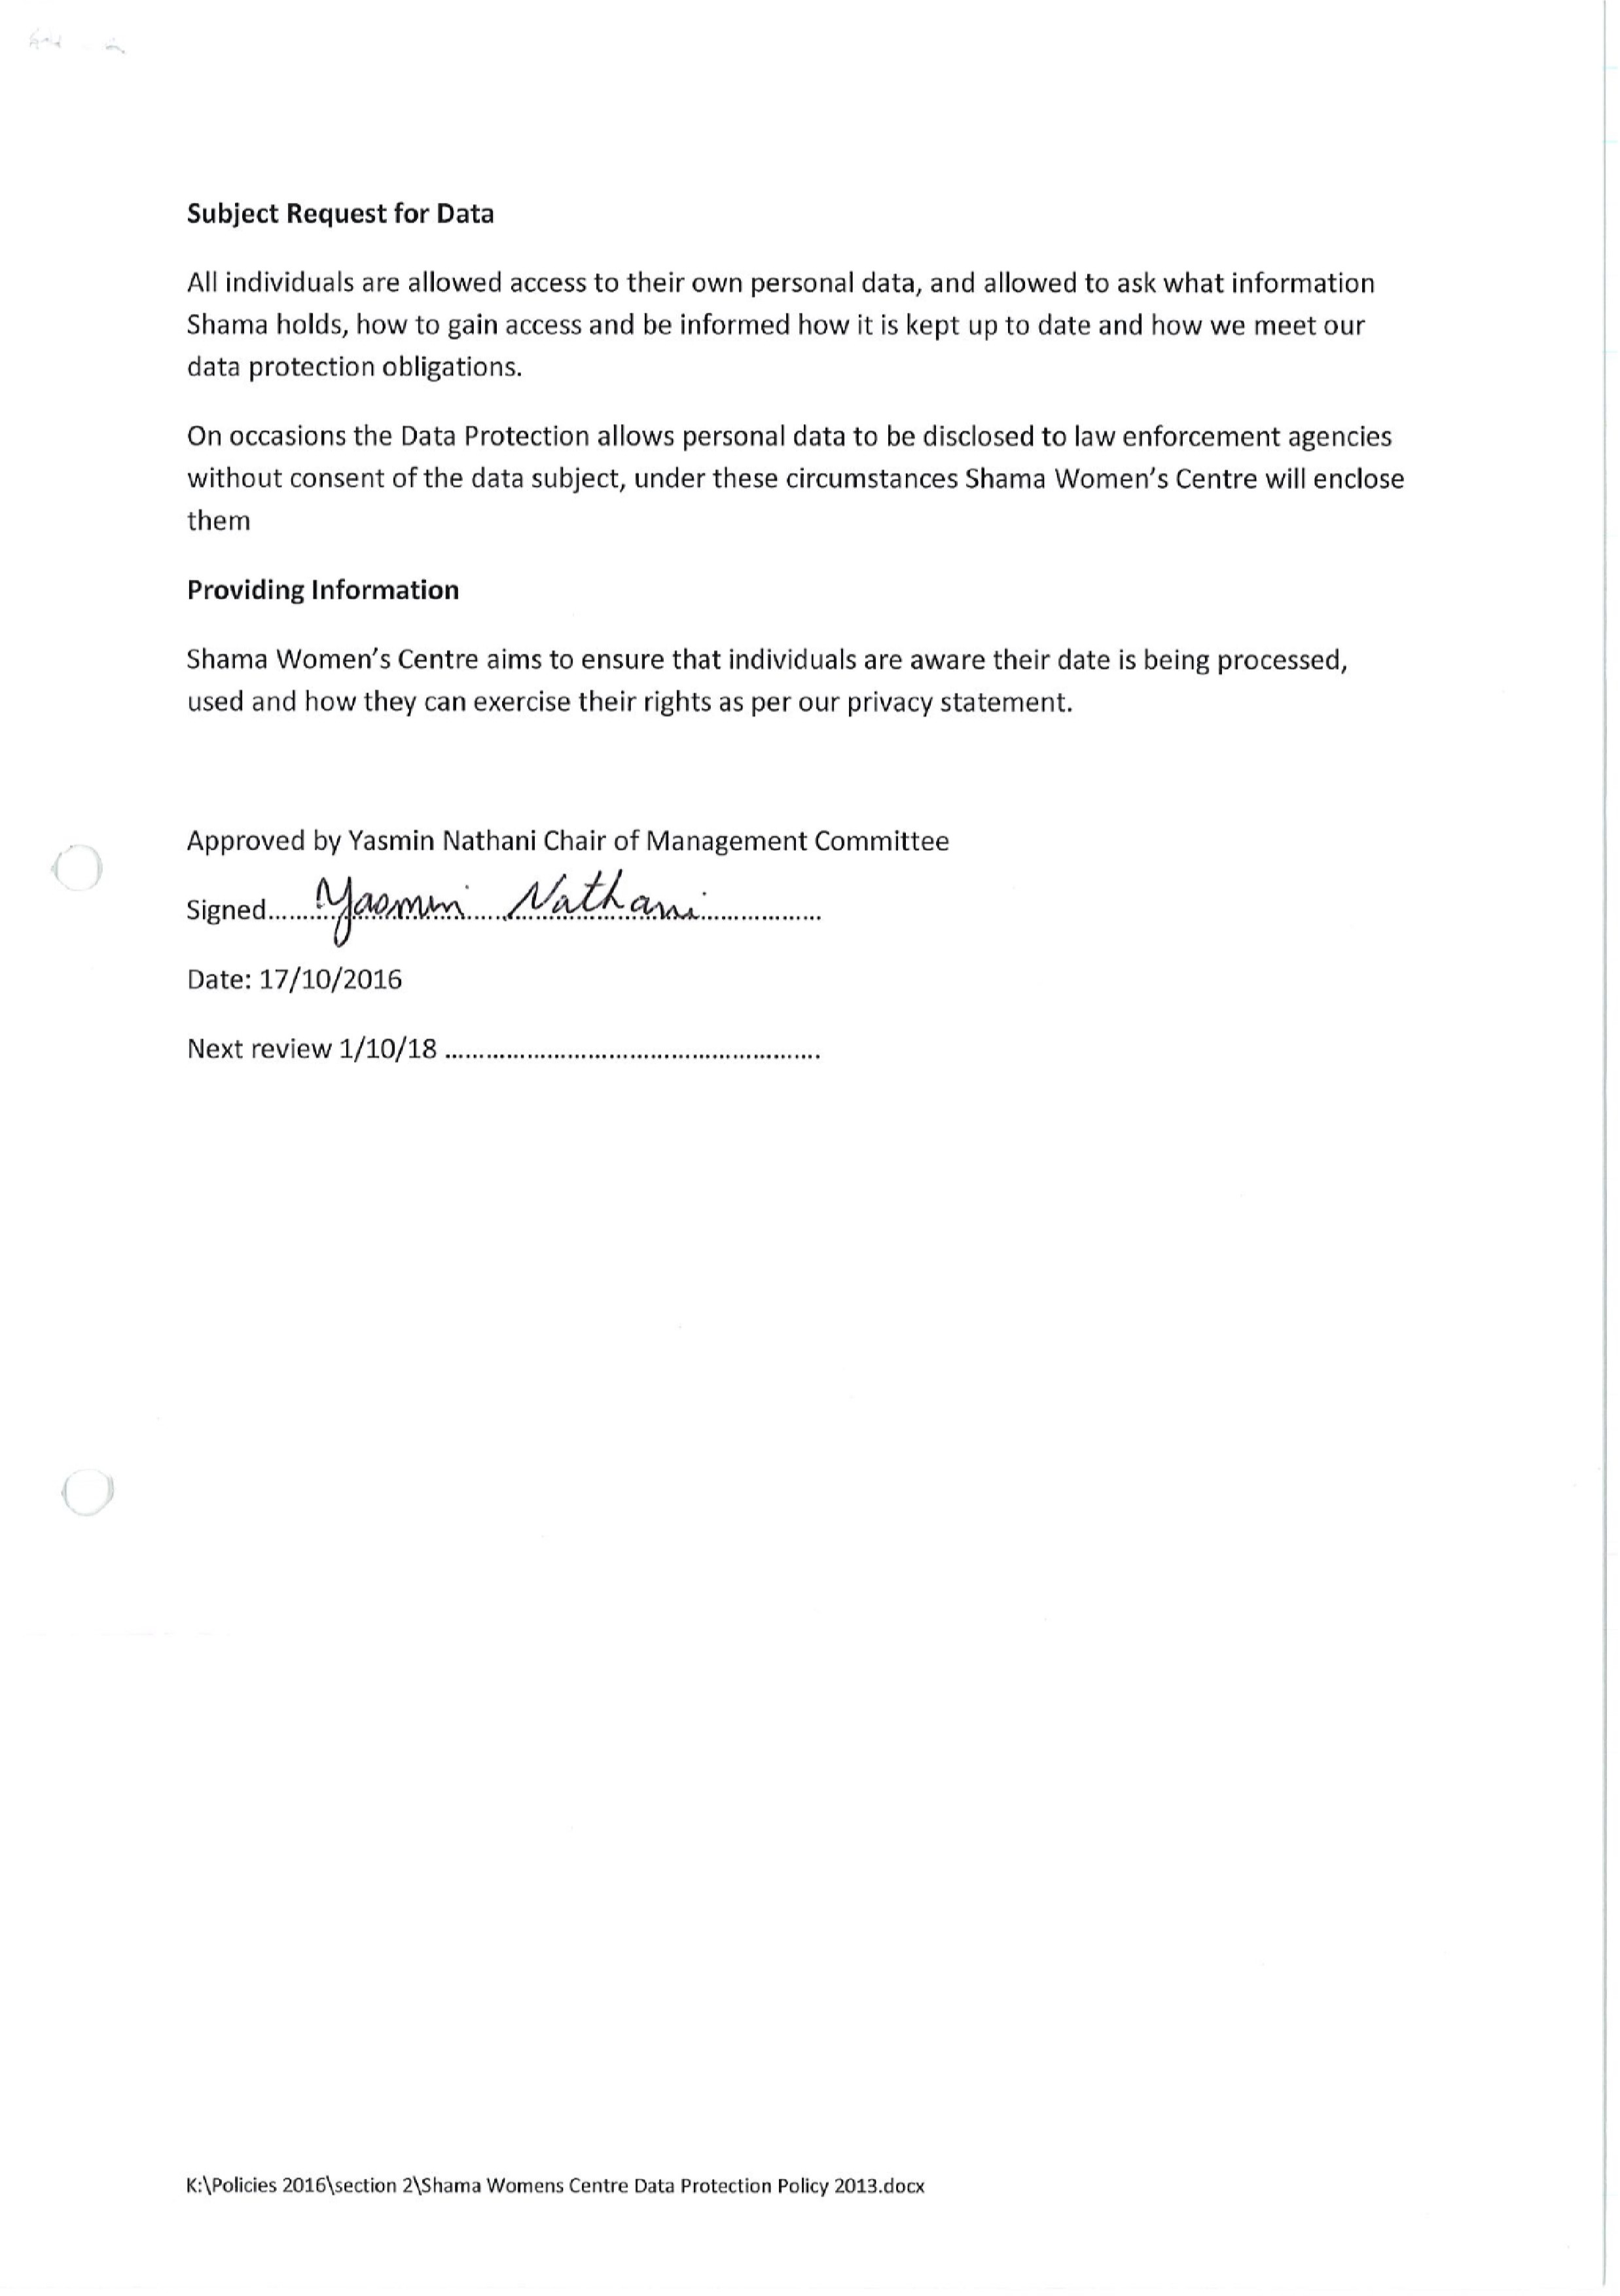 Subject Request for Data
All individuals are allowed access to their own personal data, and allowed to ask what information
Shama holds, how to gain access and be informed how it is kept up to date and how we meet our
data protection obligations.
On occasions the Data Protection allows personal data to be disclosed to law enforcement agencies
without consent of the data subject, under these circumstances Shama Women's Centre will enclose
them
Providing Information
Shama Women's Centre aims to ensure that individuals are aware their date is being processed,
used and how they can exercise their rights as per our privacy statement.
Approved by Yasmin Nathani Chair of Management Committee
Signed.......Yasmin Nathani.................
Date: 17/10/2016
Next review 1/10/18 .......................................................
K:\Policies 2016\section 2\Shama Womens Centre Data Protection Policy 2013.docx